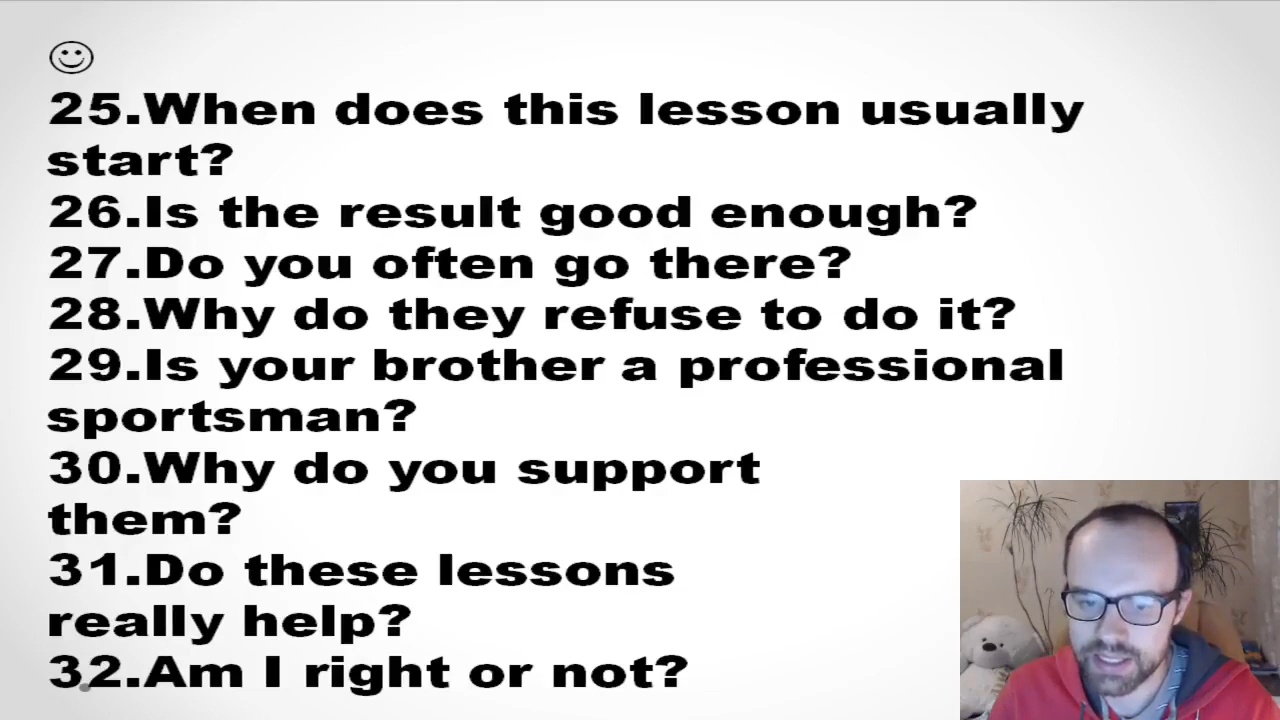 25.When does this lesson usually
start?
26.Is the result good enough?
27.Do you often go there?
28.Why do they refuse to do it?
29.Is your brother a professional
sportsman?
30.Why do you support
them?
31.Do these lessons
really help?
32.Am I right or not?